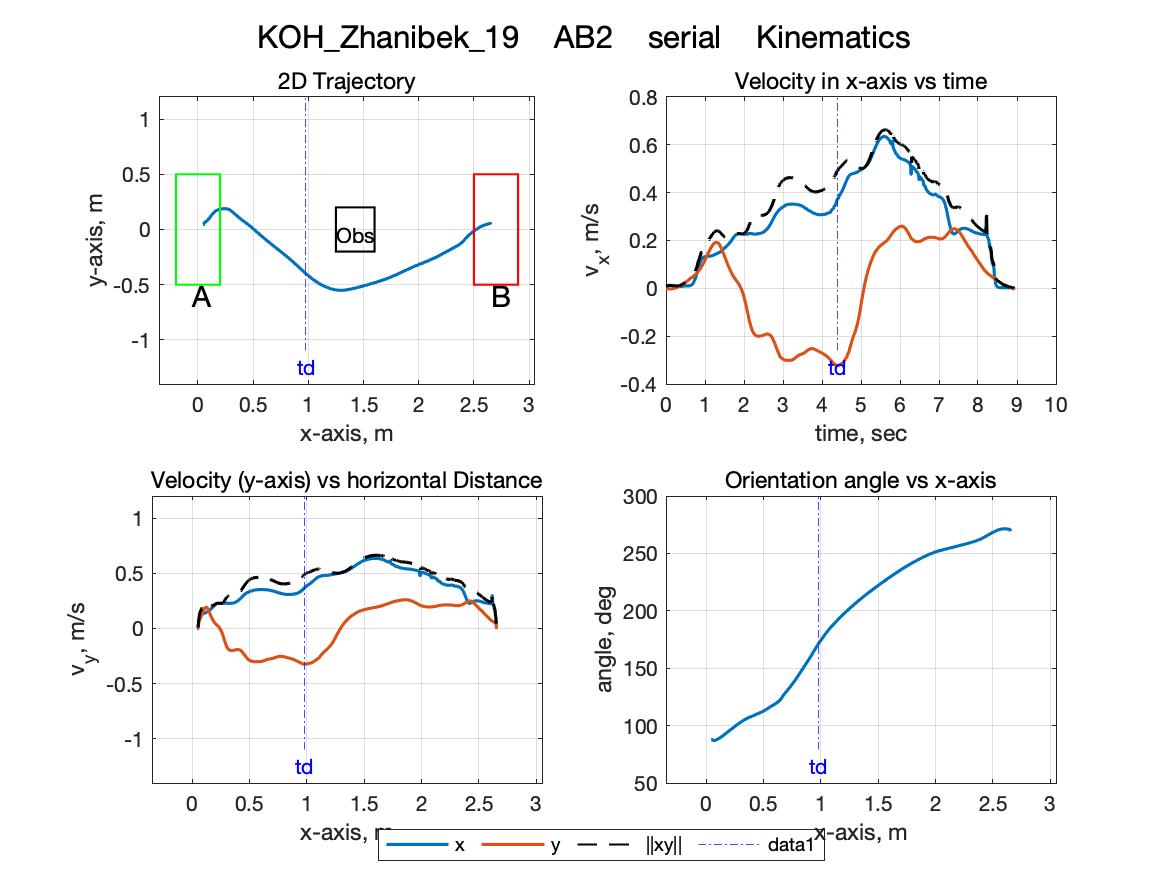 KOH_Zhanibek_19 AB2 serial Kinematics
2D Trajectory
1
0.5
0
-0.5
-1
y-axis, m
A
Obs
B
td
0 0.5 1 1.5 2 2.5 3
x-axis, m
Velocity in x-axis vs time
0.8
0.6
0.4
0.2
0
-0.2
-0.4
v_x, m/s
td
0 1 2 3 4 5 6 7 8 9 10
time, sec
Velocity (y-axis) vs horizontal Distance
1
0.5
0
-0.5
-1
v_y, m/s
td
0 0.5 1 1.5 2 2.5 3
x-axis, m
Orientation angle vs x-axis
300
250
200
150
100
50
angle, deg
td
0 0.5 1 1.5 2 2.5 3
x-axis, m
x y ||xy|| data1